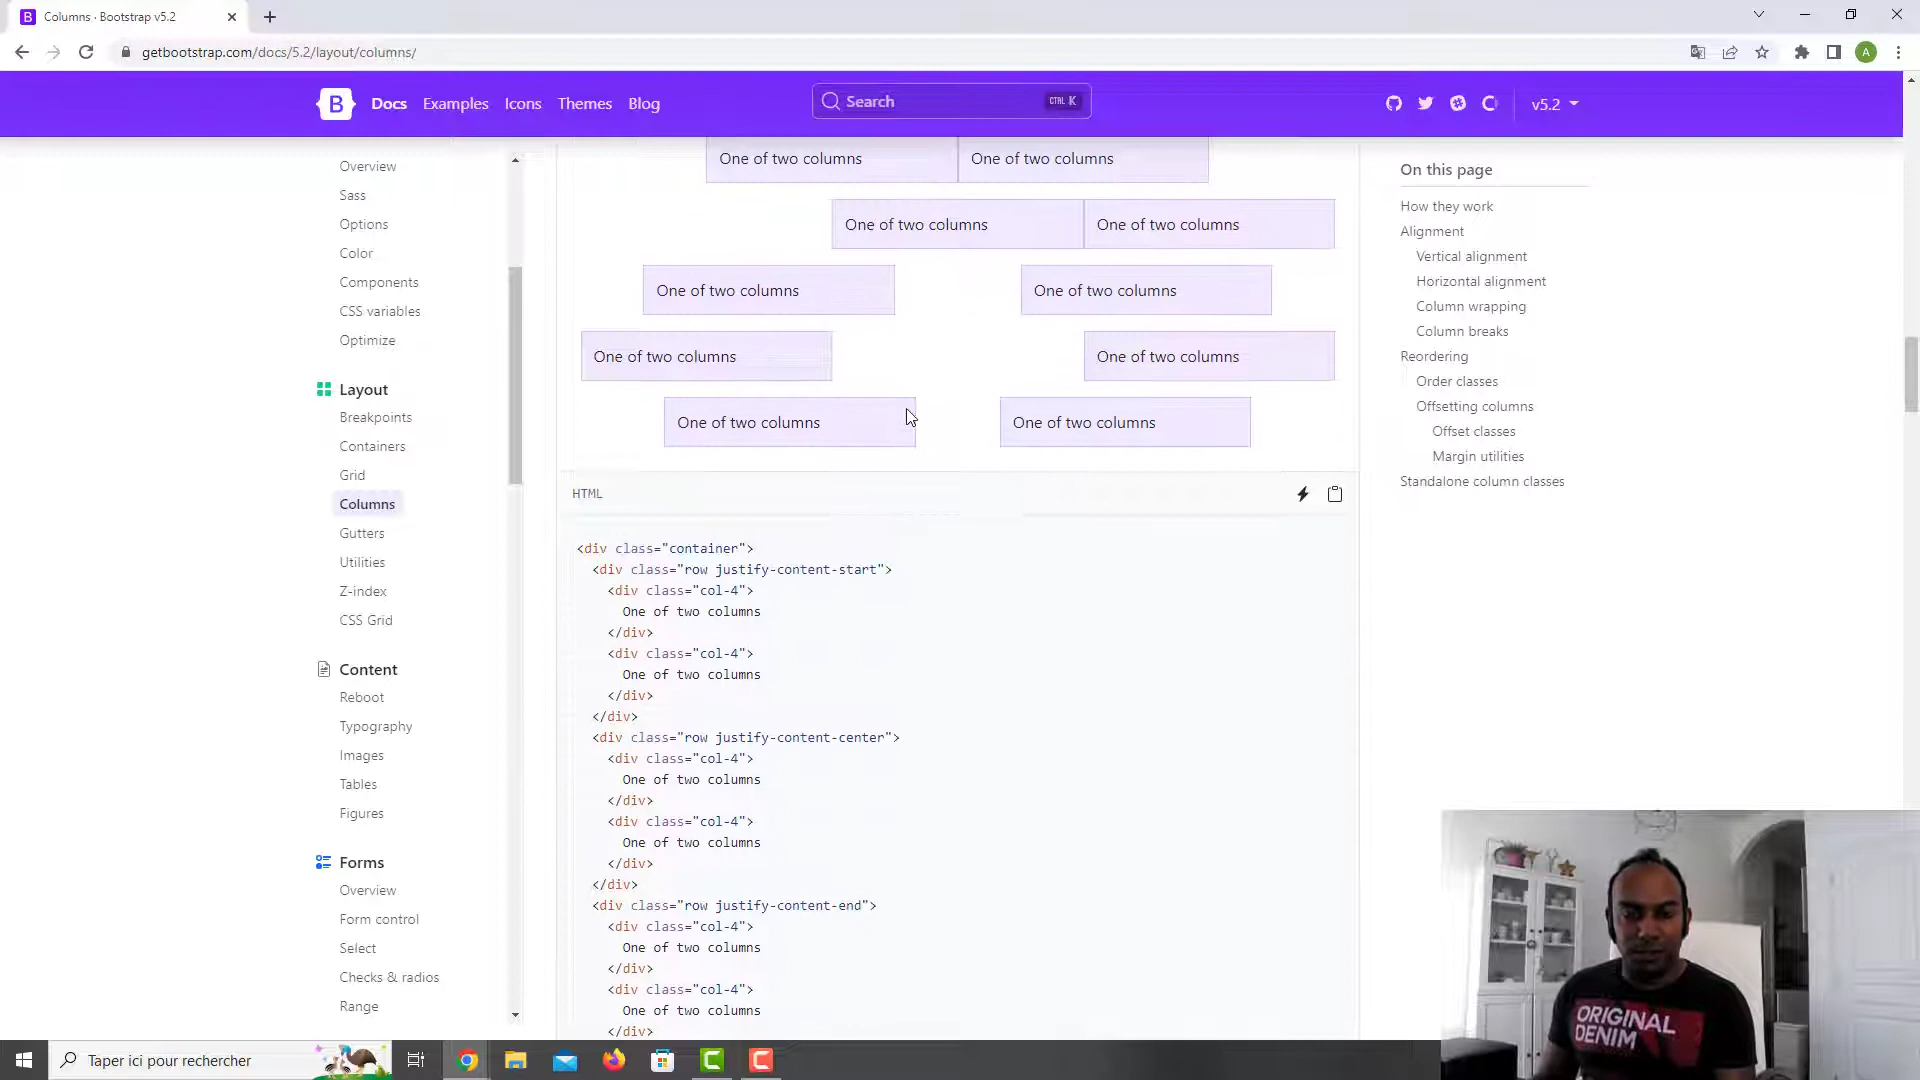 Columns · Bootstrap v5.2
getbootstrap.com/docs/5.2/layout/columns/
A
B
Docs
Examples
Icons
Themes
Blog
Search
CTRL K
v5.2
Overview
Sass
Options
Color
Components
CSS variables
Optimize
Layout
Breakpoints
Containers
Grid
Columns
Gutters
Utilities
Z-index
CSS Grid
Content
Reboot
Typography
Images
Tables
Figures
Forms
Overview
Form control
Select
Checks & radios
Range
One of two columns One of two columns
One of two columns One of two columns
One of two columns One of two columns
One of two columns One of two columns
One of two columns One of two columns
HTML
<div class="container">
<div class="row justify-content-start">
<div class="col-4">
One of two columns
</div>
<div class="col-4">
One of two columns
</div>
</div>
<div class="row justify-content-center">
<div class="col-4">
One of two columns
</div>
<div class="col-4">
One of two columns
</div>
</div>
<div class="row justify-content-end">
<div class="col-4">
One of two columns
</div>
<div class="col-4">
One of two columns
</div>
On this page
How they work
Alignment
Vertical alignment
Horizontal alignment
Column wrapping
Column breaks
Reordering
Order classes
Offsetting columns
Offset classes
Margin utilities
Standalone column classes
ORIGINAL
DENIM
Taper ici pour rechercher